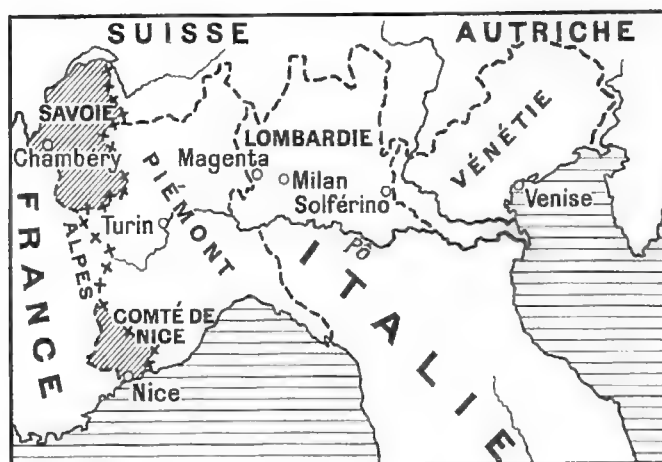 SUISSE
AUTRICHE
SAVOIE
Chambéry
PIÉMONT
Magenta
LOMBARDIE
Milan
Solférino
VÉNÉTIE
Venise
FRANCE
ALPES
Turin
Pô
ITALIE
COMTÉ DE
NICE
Nice